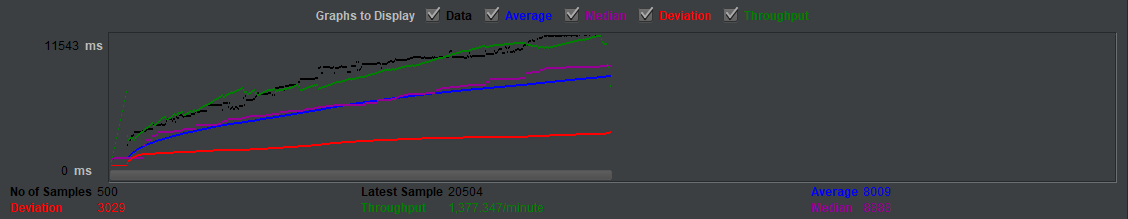 Graphs to Display Data Average Median Deviation Throughput
11543 ms
0 ms
No of Samples 500 Latest Sample 20504 Average 8009
Deviation 3029 Throughput 1,377.347/minute Median